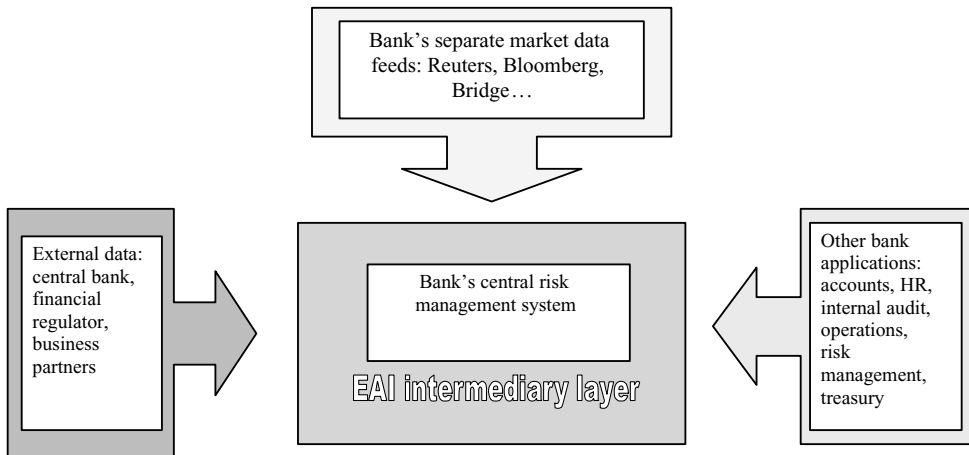 Bank’s separate market data
feeds: Reuters, Bloomberg,
Bridge…
External data:
central bank,
financial
regulator,
business
partners
Bank’s central risk
management system
EAI intermediary layer
Other bank
applications:
accounts, HR,
internal audit,
operations,
risk
management,
treasury